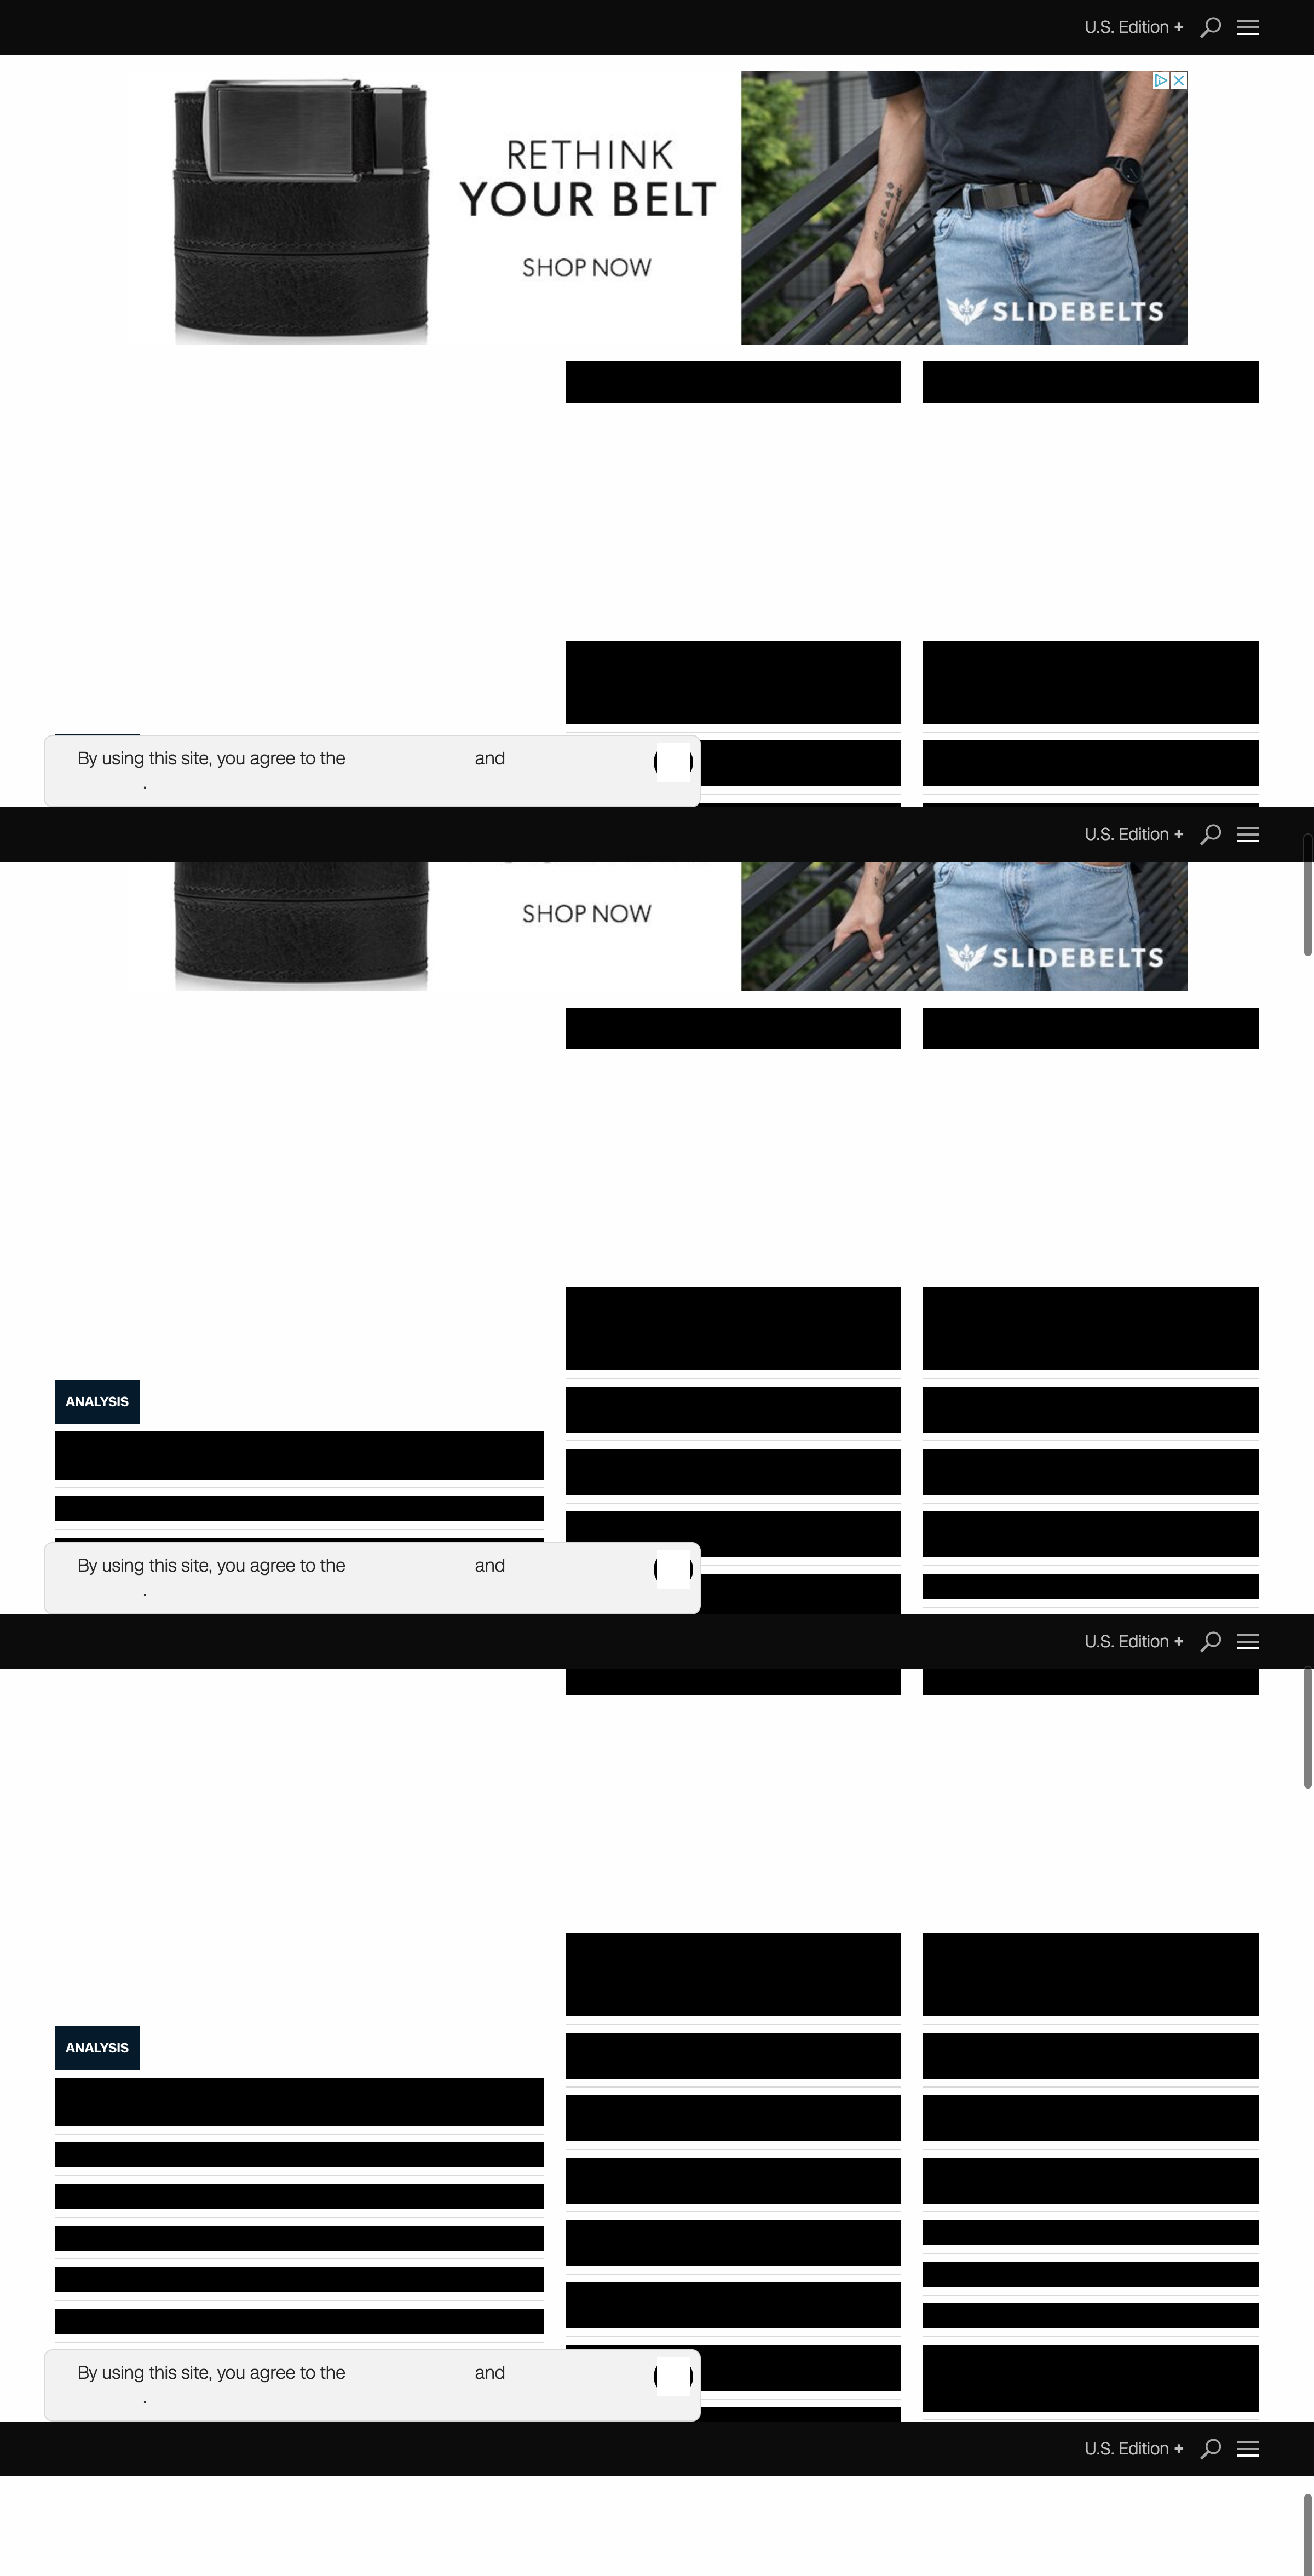 U.S. Edition +
RETHINK
YOUR BELT
SHOP NOW
SLIDEBELTS
By using this site, you agree to the and
.
U.S. Edition +
SHOP NOW
SLIDEBELTS
ANALYSIS
By using this site, you agree to the and
.
U.S. Edition +
ANALYSIS
By using this site, you agree to the and
.
U.S. Edition +